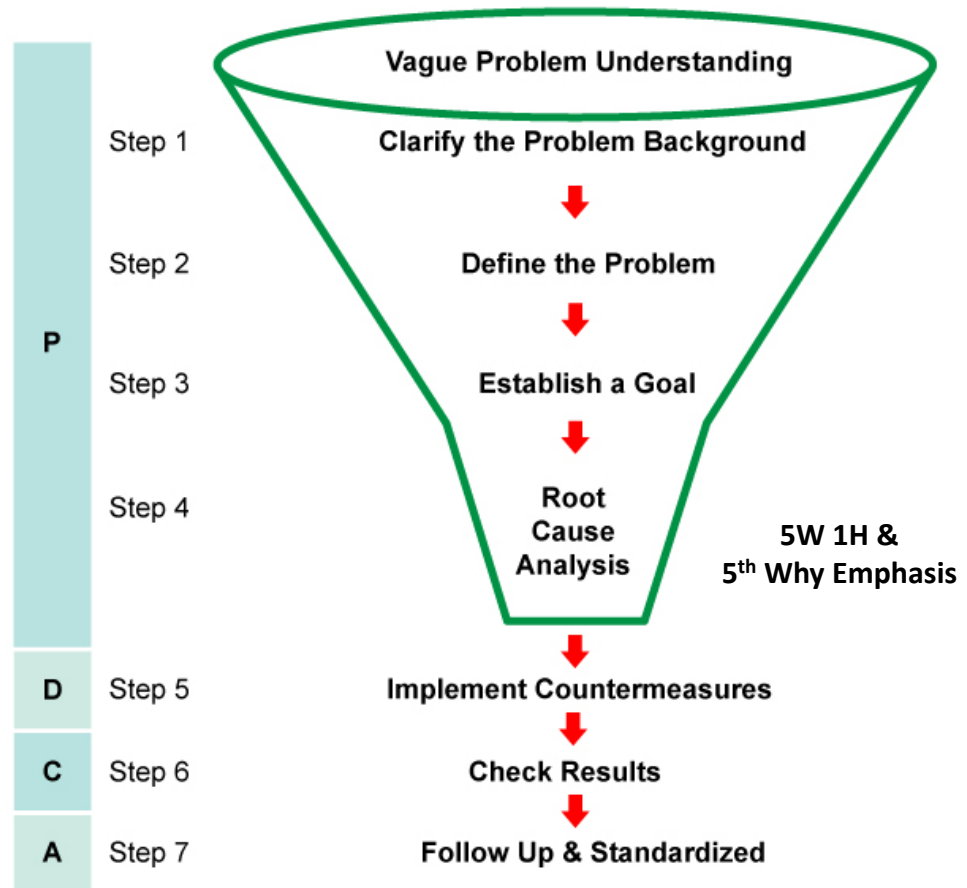 Vague Problem Understanding
Step 1
Clarify the Problem Background
Step 2
Define the Problem
P
Step 3
Establish a Goal
Step 4
Root
Cause
Analysis
5W 1H &
5th Why Emphasis
D
Step 5
Implement Countermeasures
C
Step 6
Check Results
A
Step 7
Follow Up & Standardized